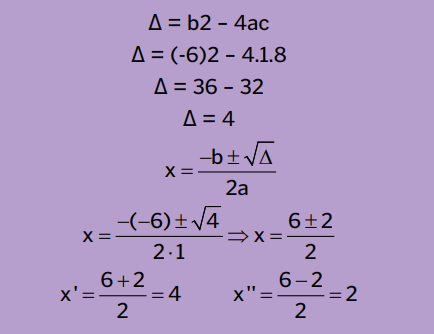 Δ = b2 – 4ac
Δ = (-6)2 – 4.1.8
Δ = 36 – 32
Δ = 4
x = (–b ± √Δ) / 2a
x = (–(–6) ± √4) / 2·1 ⇒ x = (6 ± 2) / 2
x' = (6 + 2) / 2 = 4    x" = (6 – 2) / 2 = 2